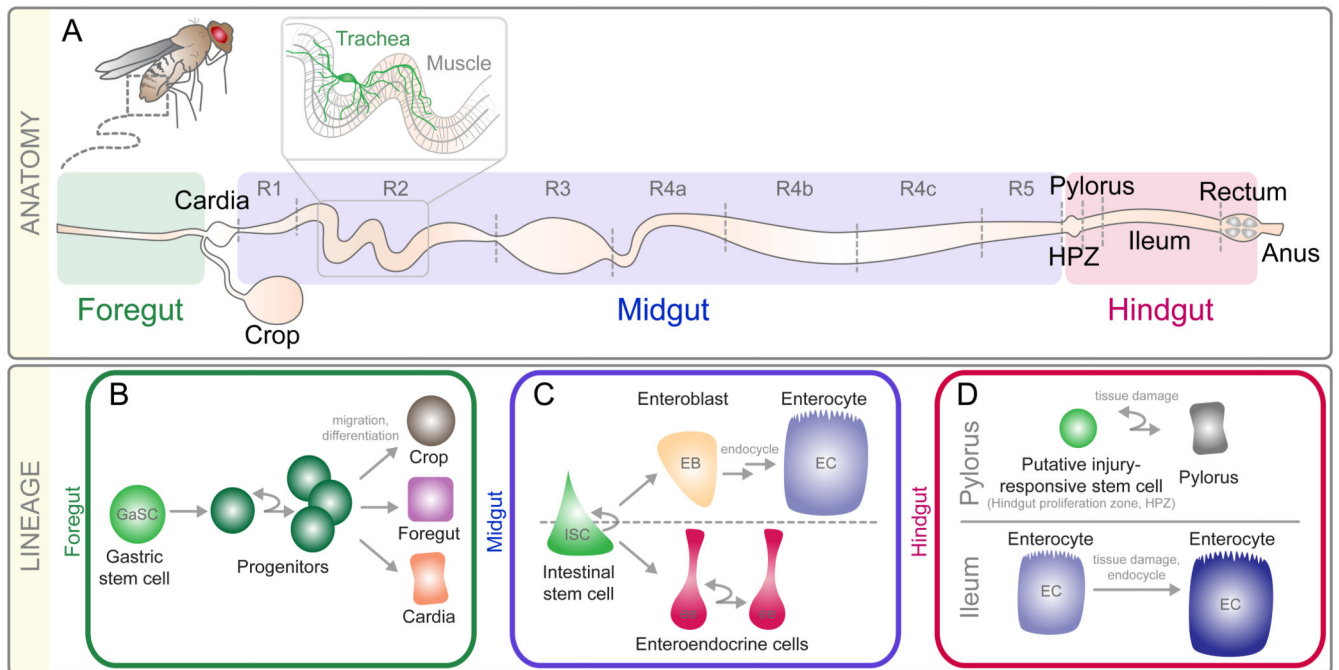 ANATOMY
A
Trachea
Muscle
Cardia
R1
R2
R3
R4a
R4b
R4c
R5
Pylorus
Rectum
HPZ
Ileum
Anus
Crop
Foregut
Midgut
Hindgut
LINEAGE
Foregut
B
GaSC
Gastric
stem cell
Progenitors
migration,
differentiation
Crop
Foregut
Cardia
Midgut
C
ISC
Intestinal
stem cell
Enteroblast
EB
endocycle
Enterocyte
EC
ee
ee
Enteroendocrine cells
Hindgut
D
Pylorus
tissue damage
Putative injury-
responsive stem cell
(Hindgut proliferation zone, HPZ)
Pylorus
Ileum
Enterocyte
EC
tissue damage,
endocycle
Enterocyte
EC